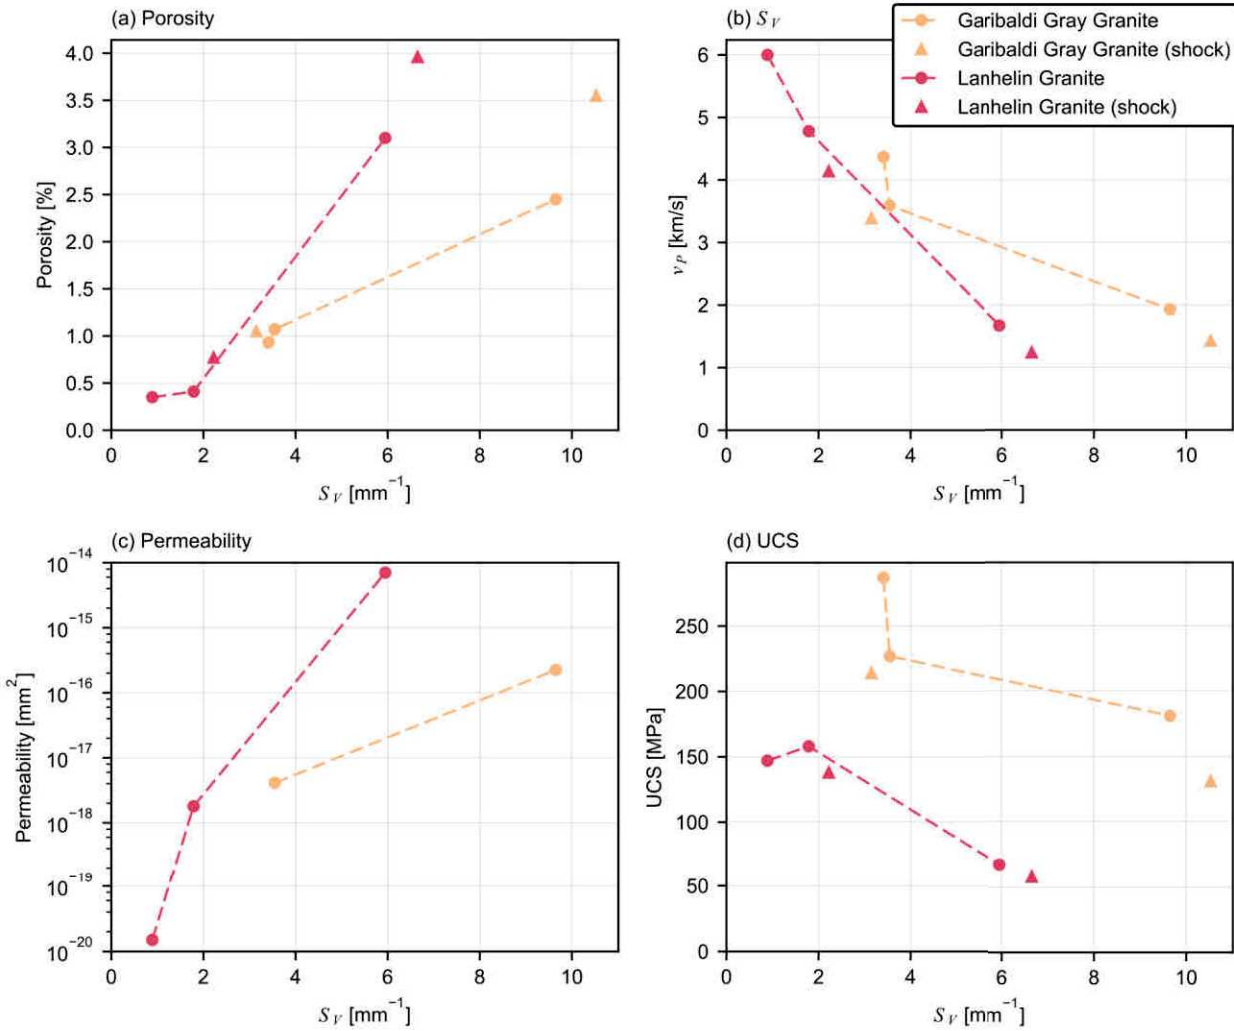 (a) Porosity
4.0
3.5
3.0
2.5
2.0
1.5
1.0
0.5
0.0
Porosity [%]
0 2 4 6 8 10
S_V [mm⁻¹]
(b) S_V
Garibaldi Gray Granite
Garibaldi Gray Granite (shock)
Lanhelin Granite
Lanhelin Granite (shock)
6
5
4
3
2
1
0
v_P [km/s]
0 2 4 6 8 10
S_V [mm⁻¹]
(c) Permeability
10⁻¹⁴
10⁻¹⁵
10⁻¹⁶
10⁻¹⁷
10⁻¹⁸
10⁻¹⁹
10⁻²⁰
Permeability [mm²]
0 2 4 6 8 10
S_V [mm⁻¹]
(d) UCS
250
200
150
100
50
0
UCS [MPa]
0 2 4 6 8 10
S_V [mm⁻¹]